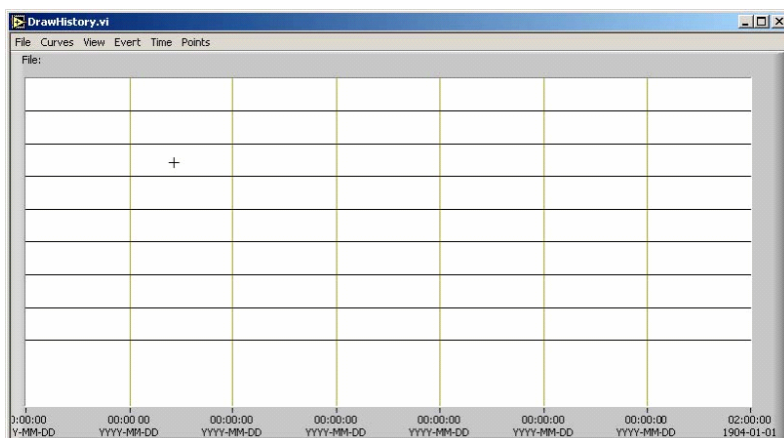 DrawHistory.vi
File Curves View Evert Time Points
File:
0:00:00 00:00:00 00:00:00 00:00:00 00:00:00 00:00:00 00:00:00 02:00:00
Y-MM-DD YYYY-MM-DD YYYY-MM-DD YYYY-MM-DD YYYY-MM-DD YYYY-MM-DD YYYY-MM-DD 1904-01-01